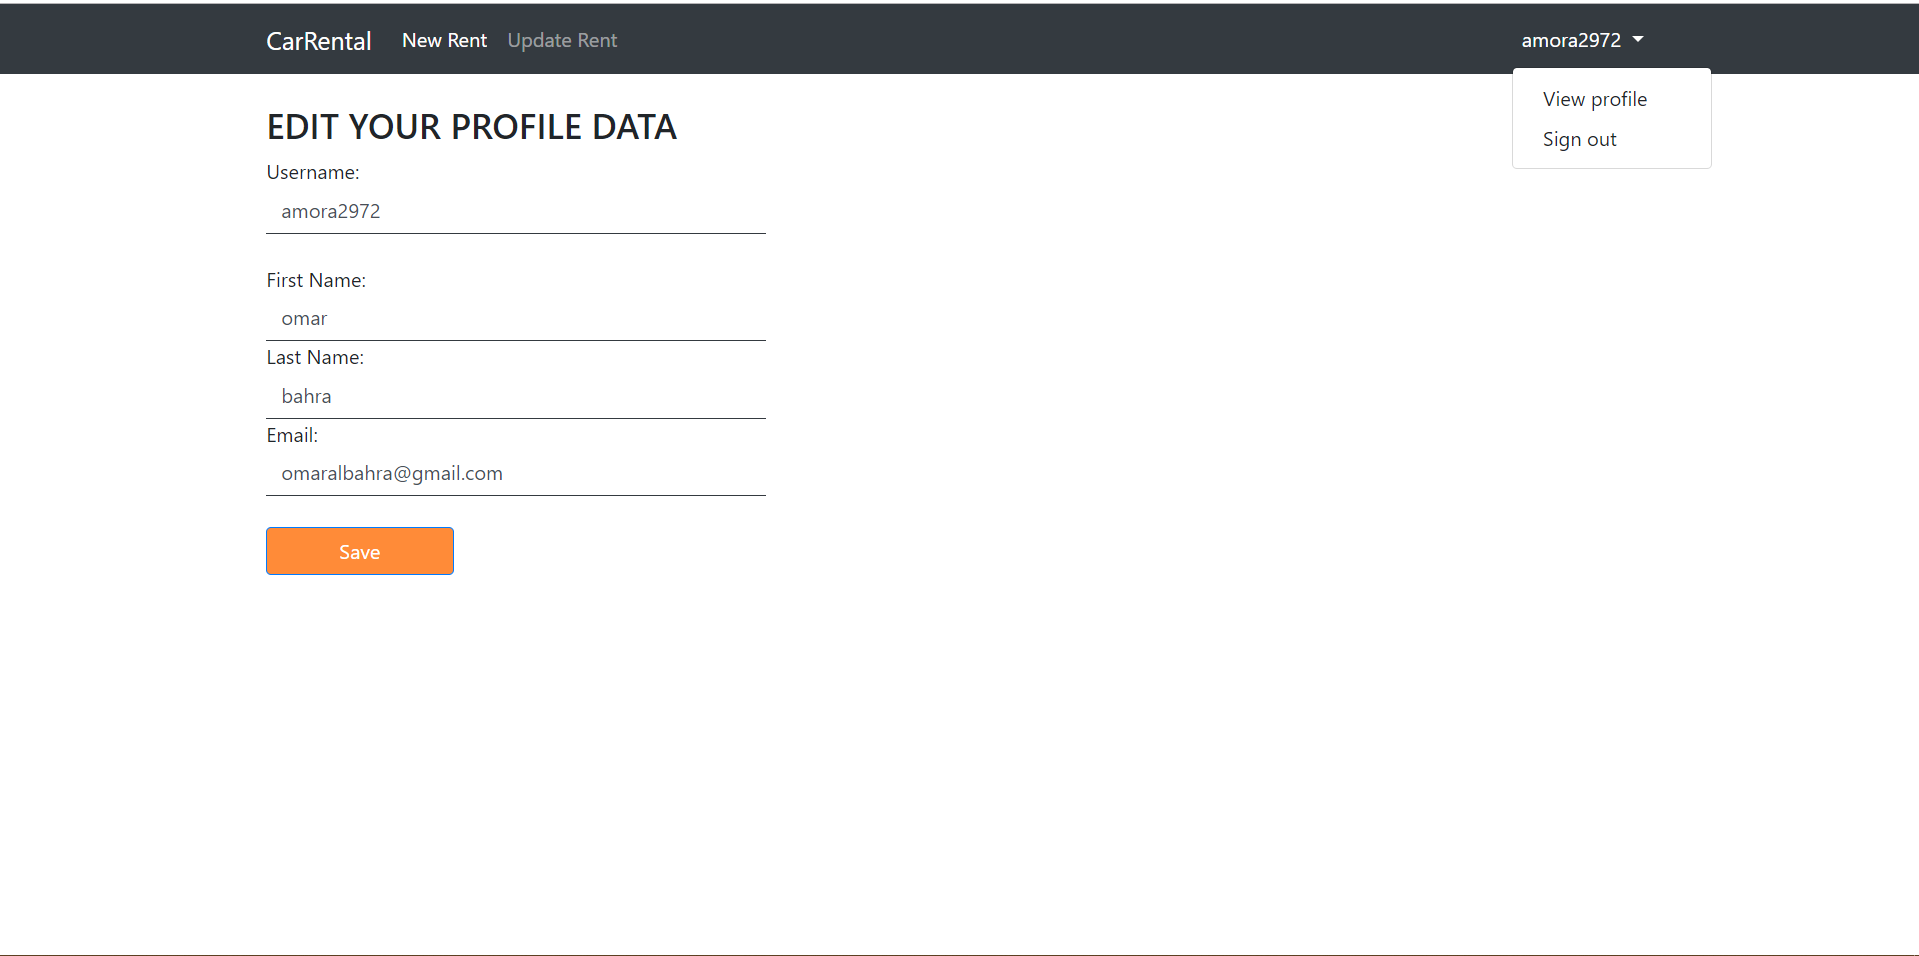 CarRental New Rent Update Rent amora2972
View profile
Sign out
EDIT YOUR PROFILE DATA
Username:
amora2972
First Name:
omar
Last Name:
bahra
Email:
omaralbahra@gmail.com
Save